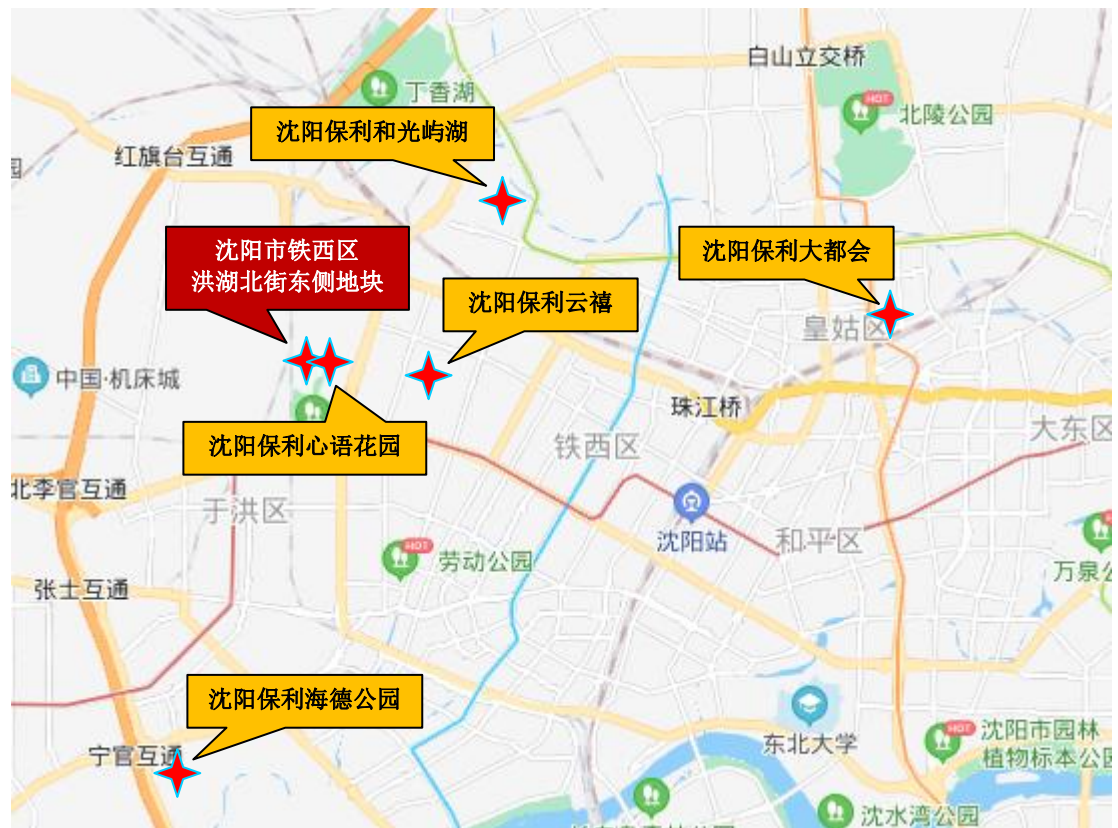 白山立交桥
丁香湖
HOT
北陵公园
沈阳保利和光屿湖
红旗台互通
园
沈阳市铁西区
洪湖北街东侧地块
沈阳保利大都会
沈阳保利云禧
皇姑区
中国·机床城
珠江桥
大东区
沈阳保利心语花园
铁西区
北李官互通
于洪区
沈阳站
和平区
HOT
劳动公园
HOT
万泉公
张士互通
沈阳保利海德公园
宁官互通
东北大学
HOT
沈阳市园林
植物标本公园
沈水湾公园